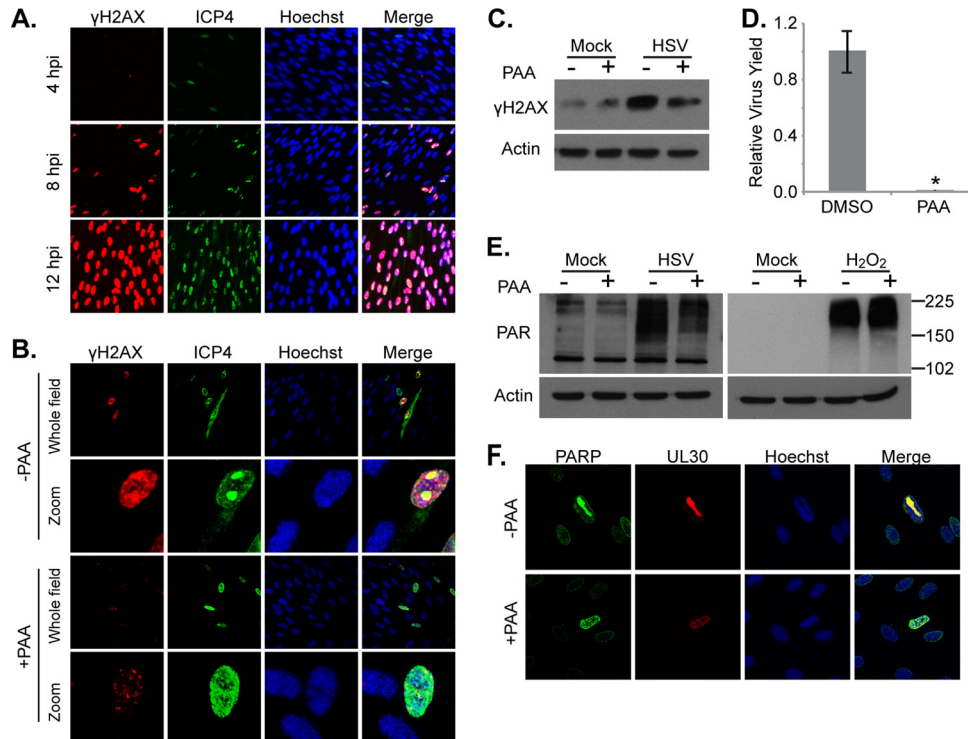 A.
γH2AX ICP4 Hoechst Merge
4 hpi
8 hpi
12 hpi
B.
γH2AX ICP4 Hoechst Merge
-PAA
Whole field
Zoom
+PAA
Whole field
Zoom
C.
Mock HSV
PAA - + - +
γH2AX
Actin
D.
Relative Virus Yield
1.2
0.8
0.4
0.0
*
DMSO PAA
E.
Mock HSV Mock H₂O₂
PAA - + - + - + - +
PAR
225
150
102
Actin
F.
PARP UL30 Hoechst Merge
-PAA
+PAA